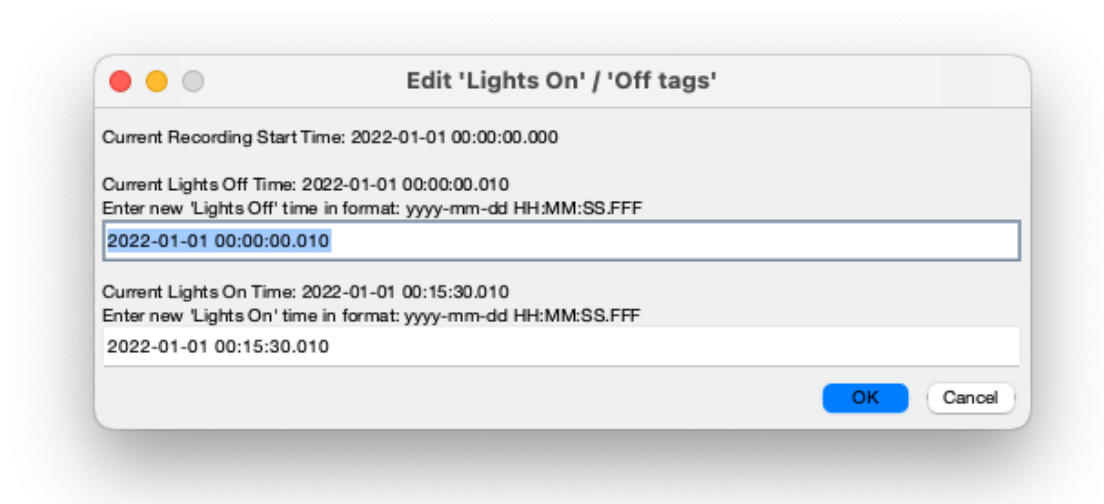 Edit 'Lights On' / 'Off tags'
Current Recording Start Time: 2022-01-01 00:00:00.000
Current Lights Off Time: 2022-01-01 00:00:00.010
Enter new 'Lights Off' time in format: yyyy-mm-dd HH:MM:SS.FFF
2022-01-01 00:00:00.010
Current Lights On Time: 2022-01-01 00:15:30.010
Enter new 'Lights On' time in format: yyyy-mm-dd HH:MM:SS.FFF
2022-01-01 00:15:30.010
OK Cancel